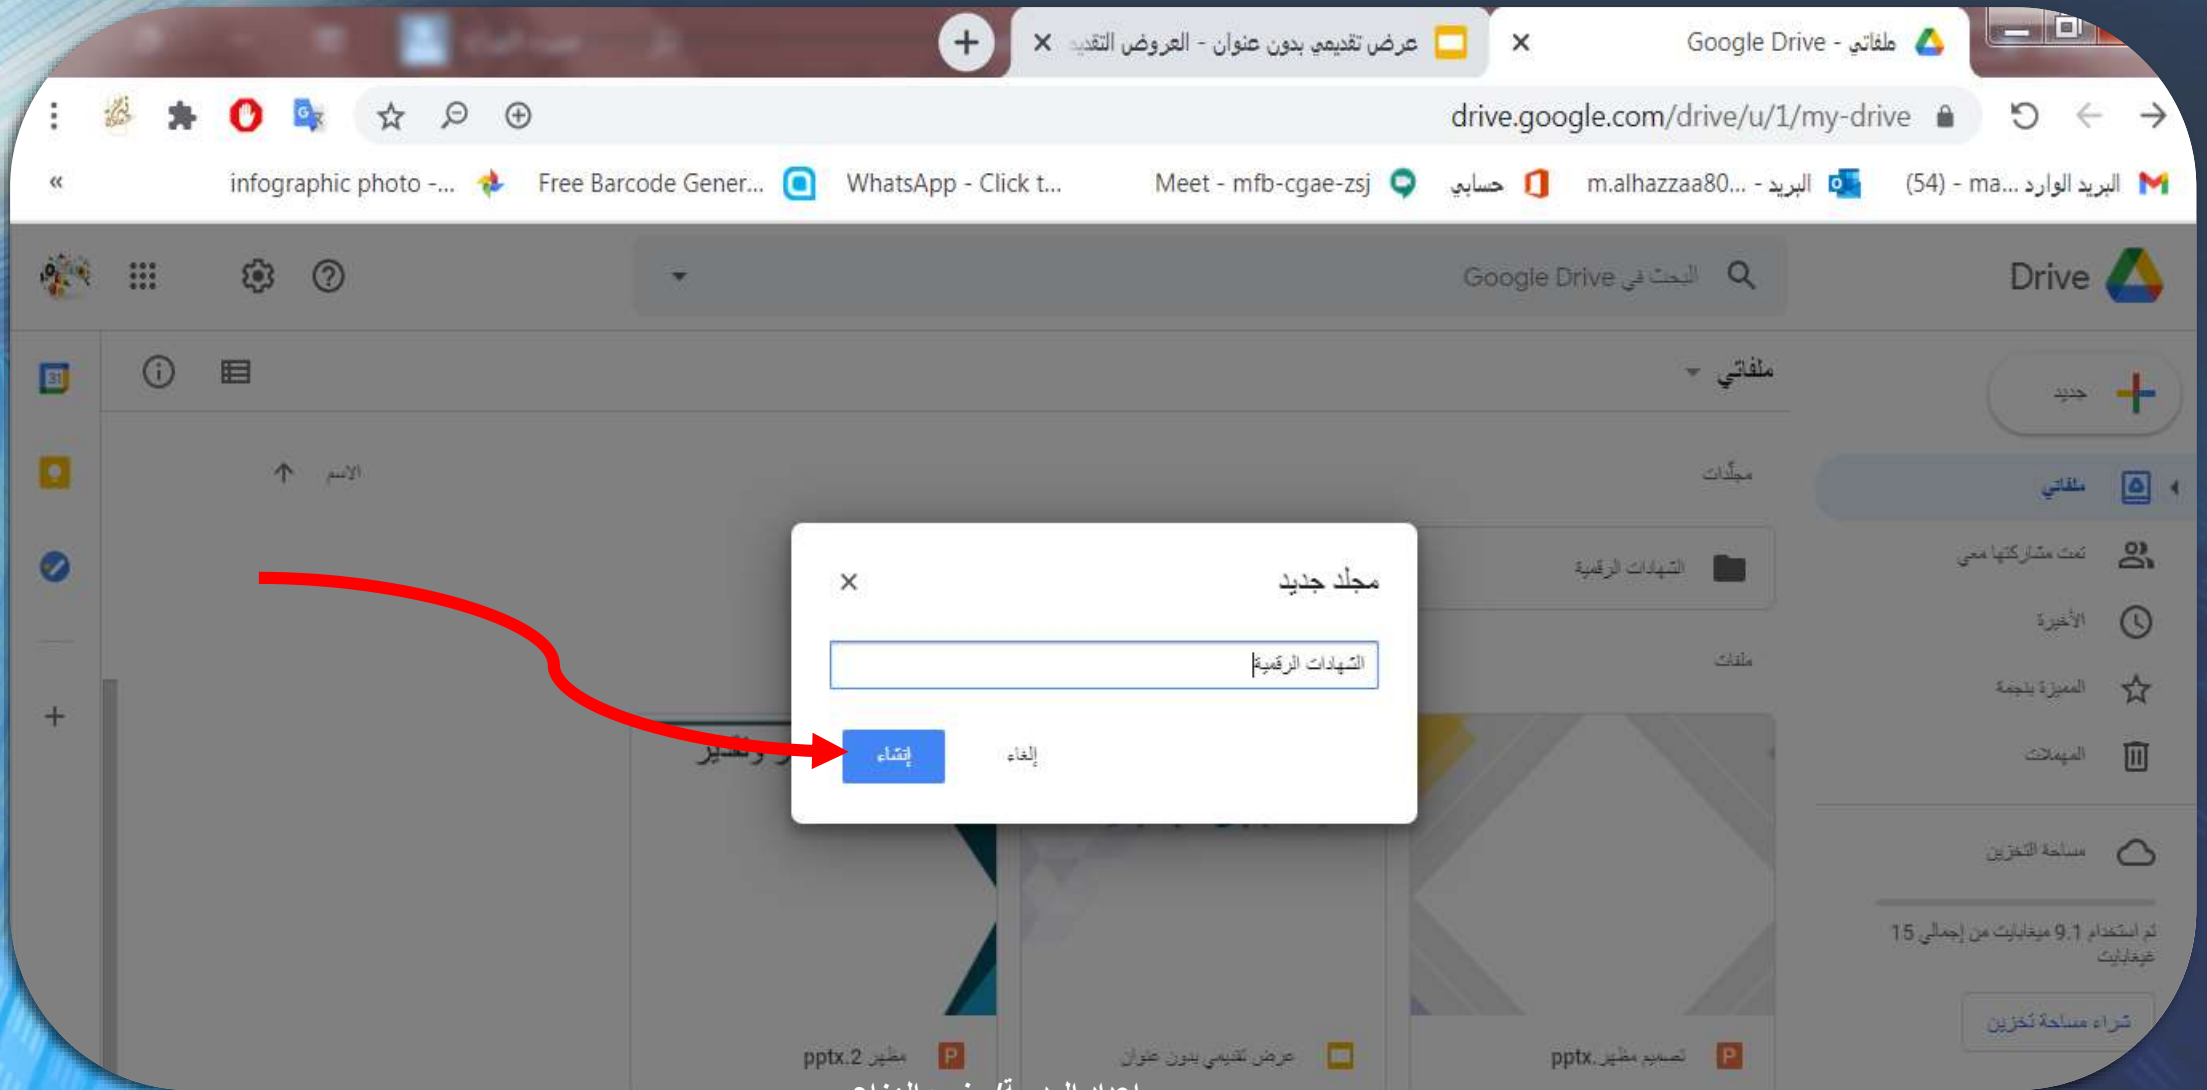 ملفاتي - Google Drive
عرض تقديمي بدون عنوان - العروض التقديـ
drive.google.com/drive/u/1/my-drive
البريد الوارد ...(54) - ma
البريد - ...m.alhazzaa80
حسابي
Meet - mfb-cgae-zsj
WhatsApp - Click t...
Free Barcode Gener...
infographic photo -...
Drive
البحث في Google Drive
جديد
ملفاتي
31
ملفاتي
مجلّدات
الاسم
تمت مشاركتها معي
الشهادات الرقمية
مجلد جديد
الأخيرة
ملفات
الشهادات الرقمية
المميزة بنجمة
المهملات
إلغاء
إنشاء
وتقدير
مساحة التخزين
تم استخدام 9.1 ميغابايت من إجمالي 15
غيغابايت
شراء مساحة تخزين
تصميم مظهر.pptx
عرض تقديمي بدون عنوان
مظهر 2.pptx